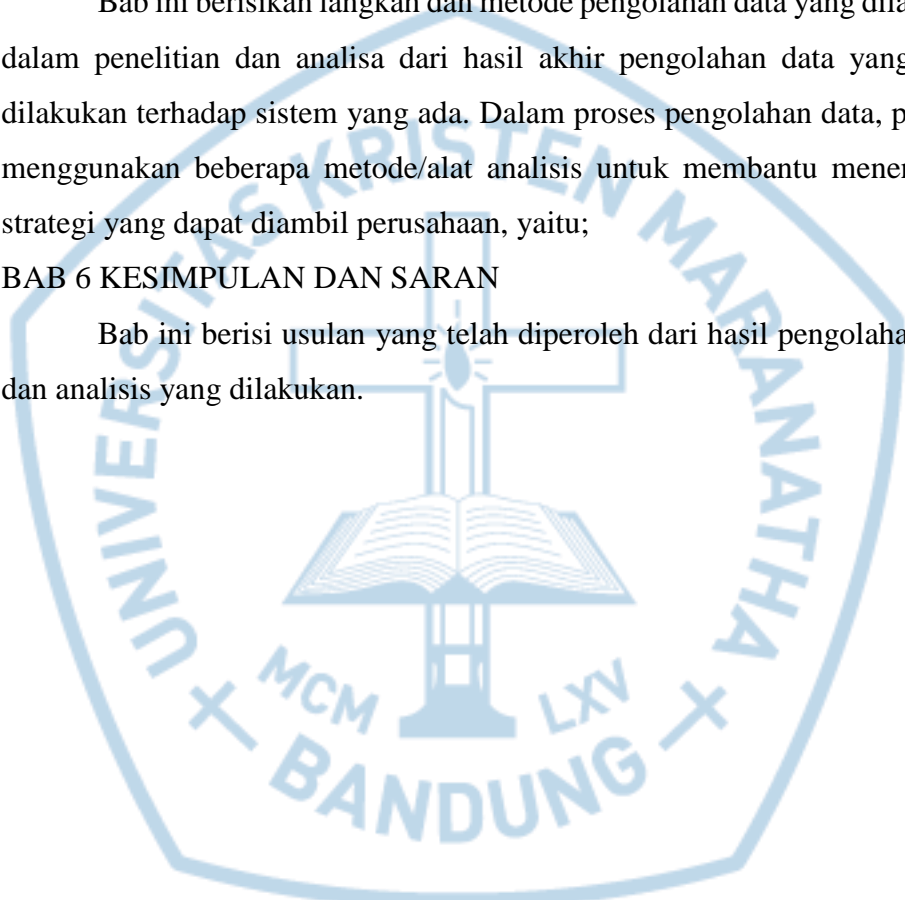 Bab ini berisikan langkah dan metode pengolahan data yang
dalam penelitian dan analisa dari hasil akhir pengolahan data yang
dilakukan terhadap sistem yang ada. Dalam proses pengolahan data,
menggunakan beberapa metode/alat analisis untuk membantu
strategi yang dapat diambil perusahaan, yaitu;
BAB 6 KESIMPULAN DAN SARAN
Bab ini berisi usulan yang telah diperoleh dari hasil
dan analisis yang dilakukan.
UNIVERSITAS KRISTEN MARANATHA
MCM LXV
BANDUNG